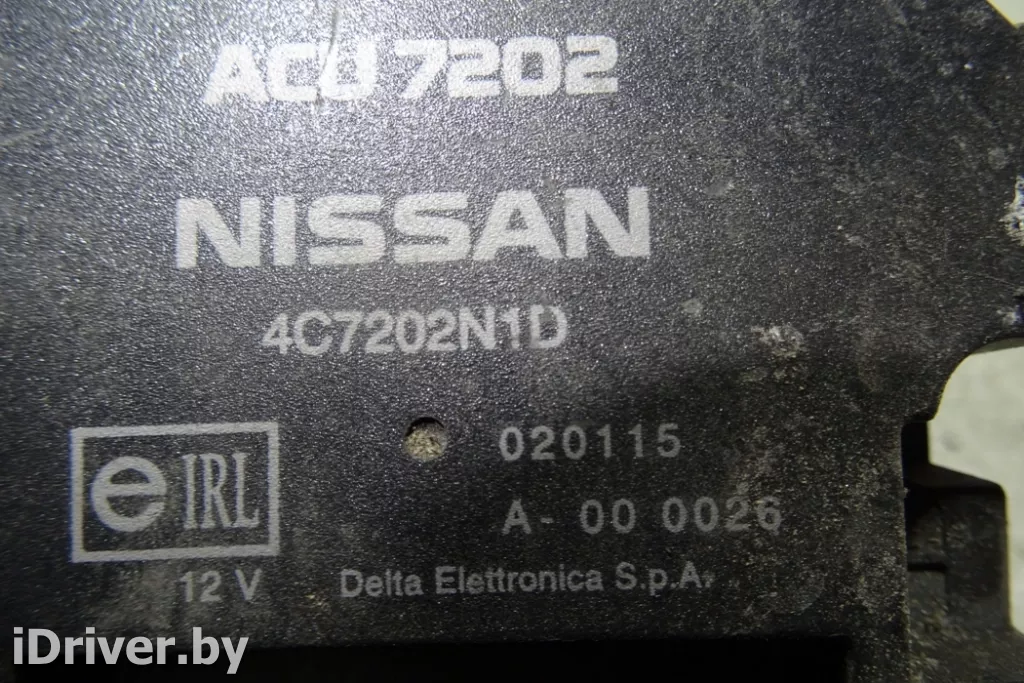 ACU 7202
NISSAN
4C7202N1D
020115
e IRL
A- 00 0026
12 V
Delta Elettronica S.p.A.
iDriver.by